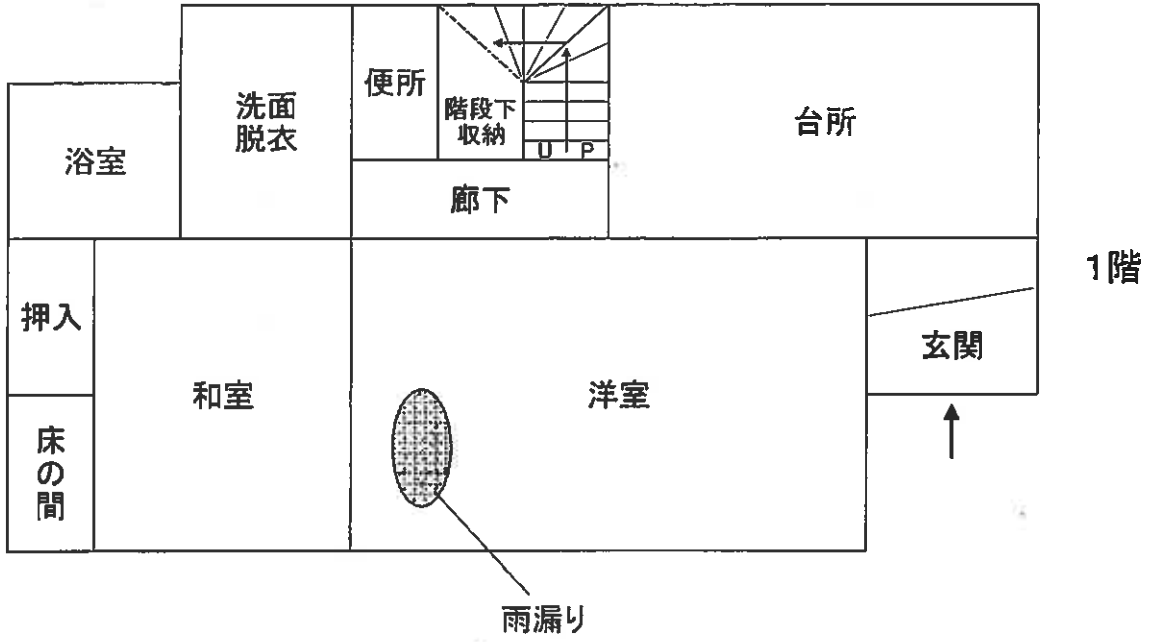 便所
洗面
脱衣
階段下
収納
台所
浴室
UP
廊下
1階
押入
玄関
和室
洋室
床の間
雨漏り